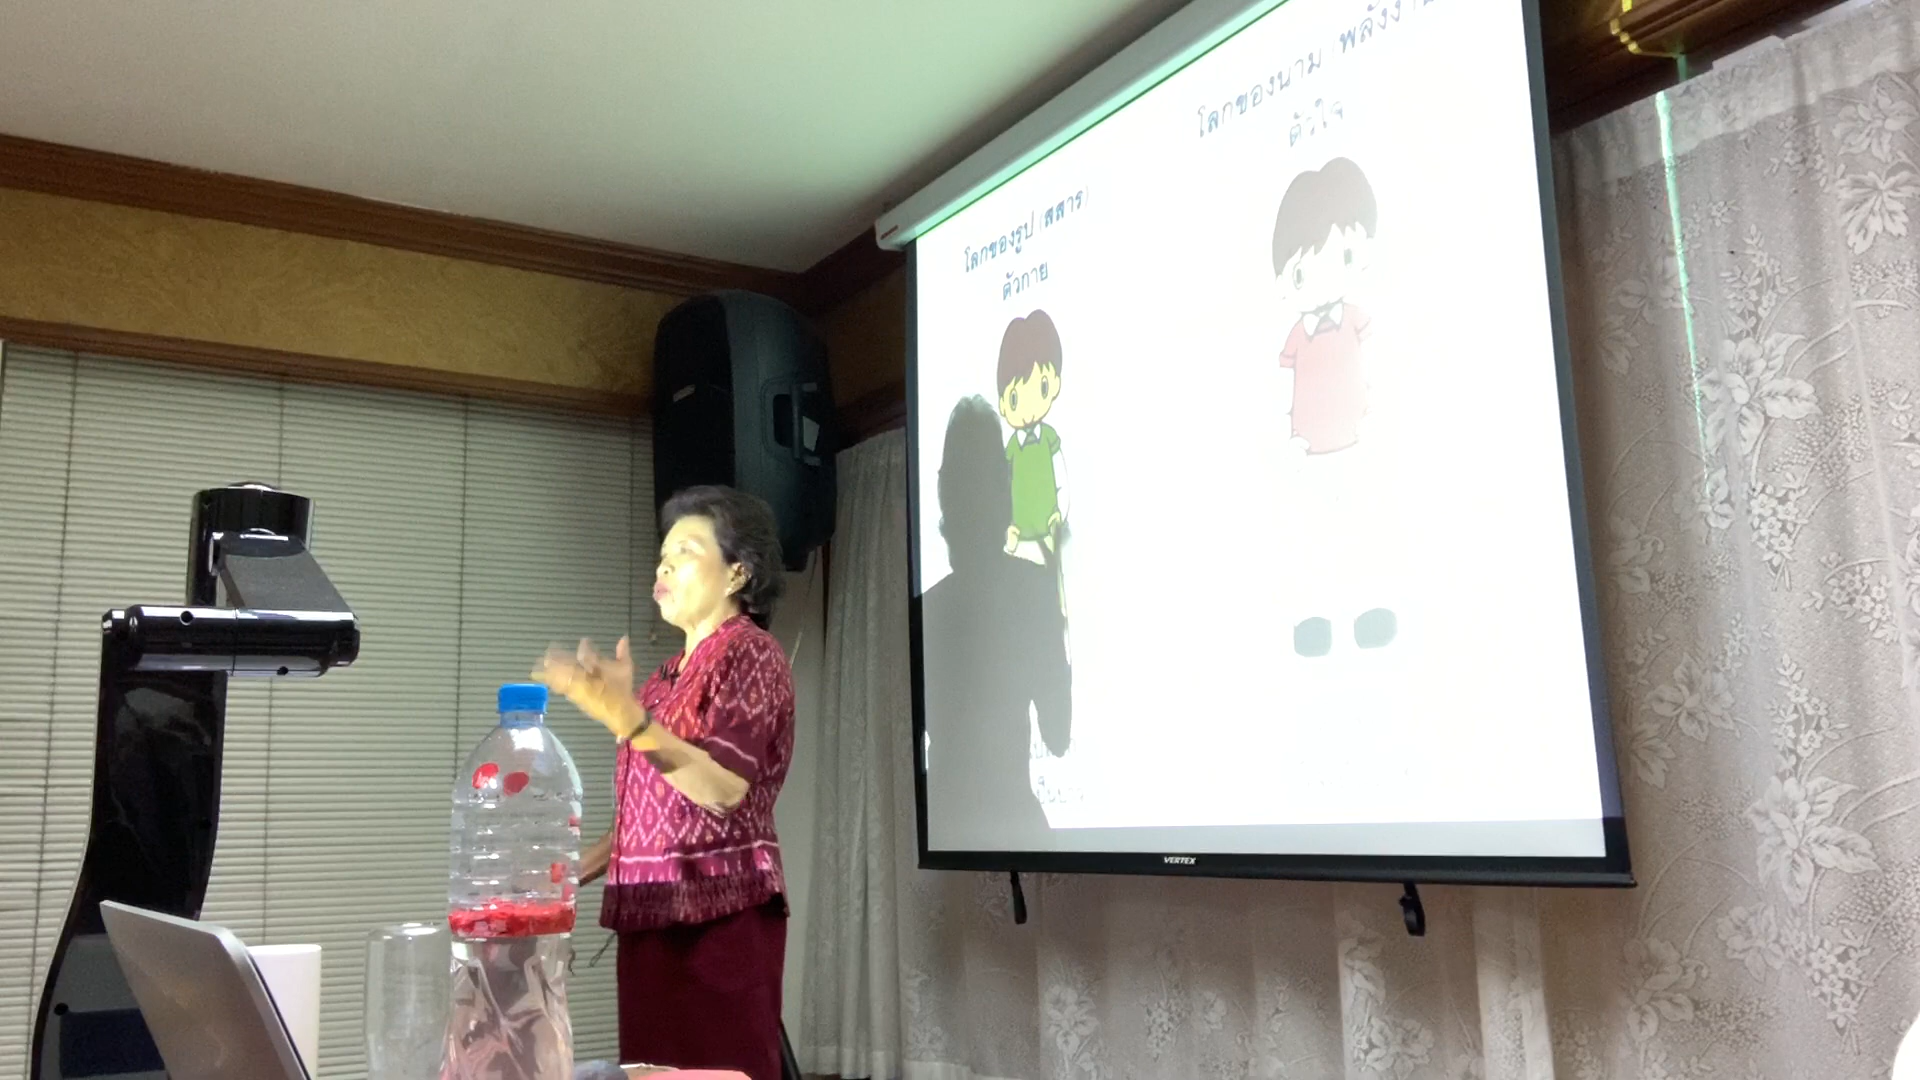 โลกของรูป (สสาร)
ตัวกาย
โลกของนาม (พลังงาน
ตัวใจ
VERTEX